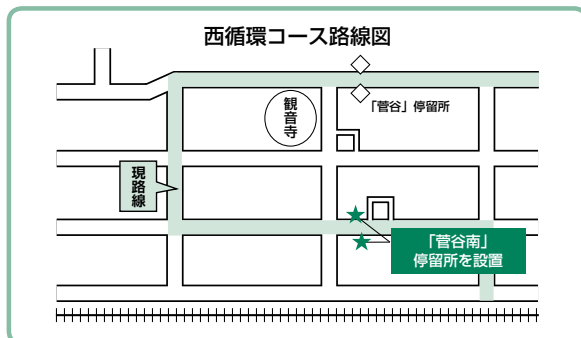 西循環コース路線図
観音寺
「菅谷」停留所
現路線
「菅谷南」
停留所を設置